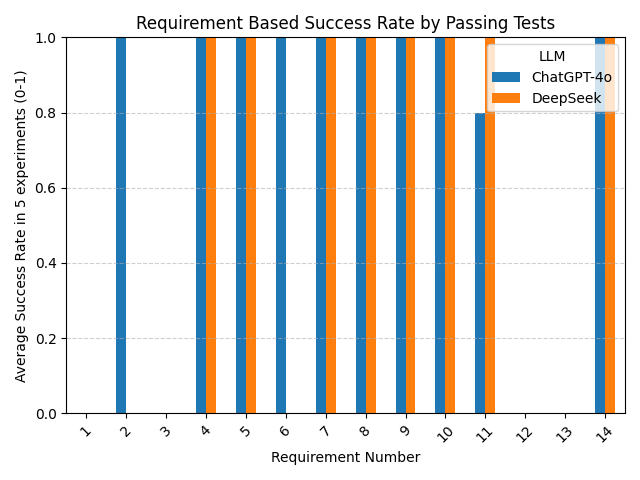 Requirement Based Success Rate by Passing Tests
Average Success Rate in 5 experiments (0-1)
1.0
0.8
0.6
0.4
0.2
0.0
LLM
ChatGPT-4o
DeepSeek
1 2 3 4 5 6 7 8 9 10 11 12 13 14
Requirement Number